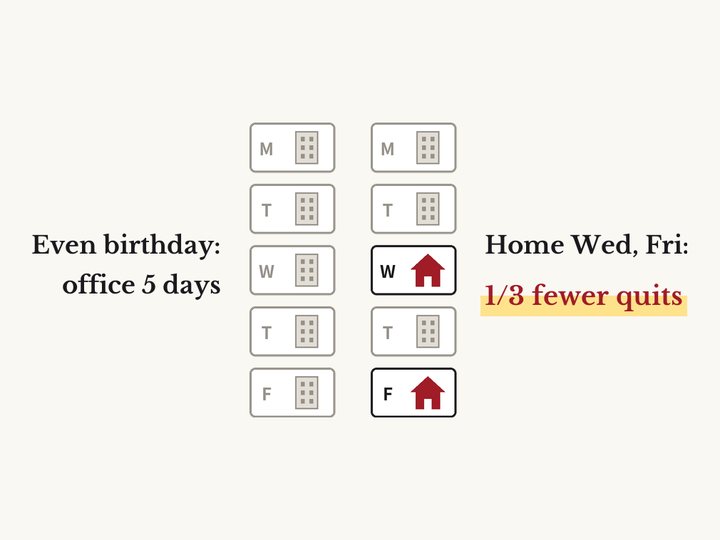 Even birthday:
office 5 days
M
T
W
T
F
M
T
W
T
F
Home Wed, Fri:
1/3 fewer quits